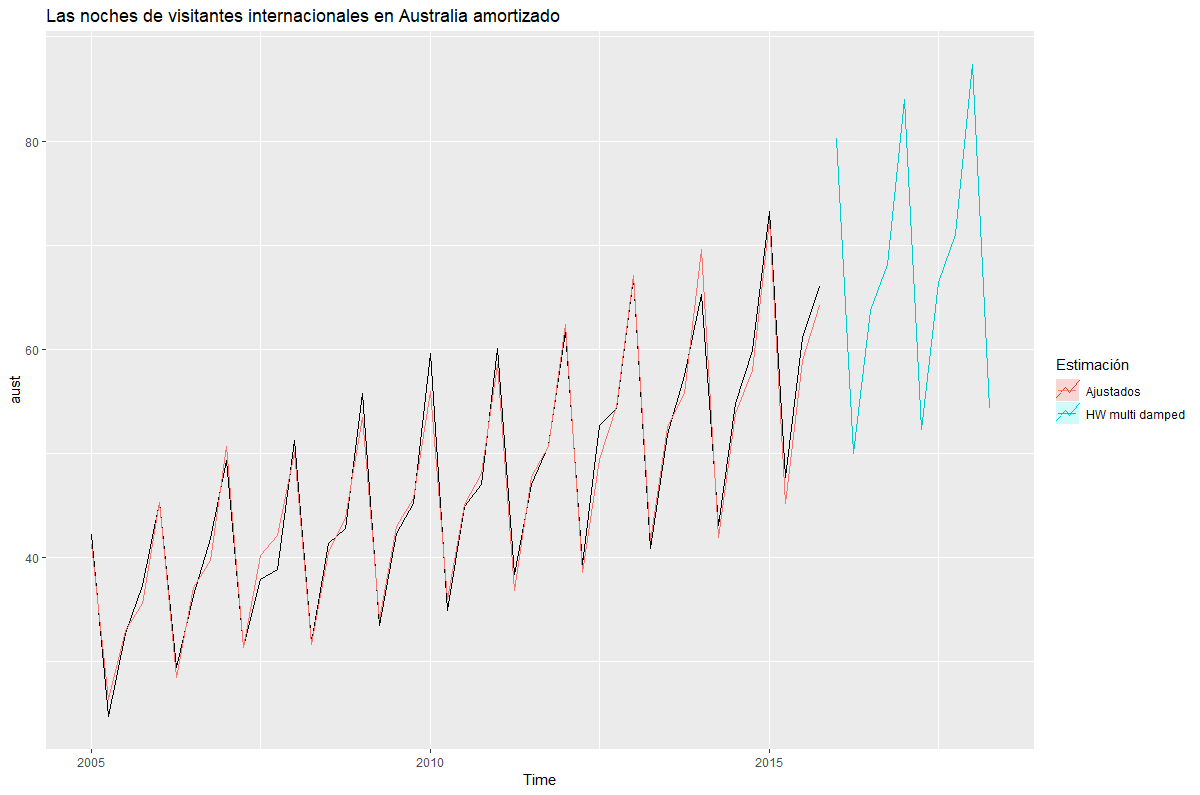 Las noches de visitantes internacionales en Australia amortizado
aust
80
60
40
2005
2010
2015
Time
Estimación
Ajustados
HW multi damped